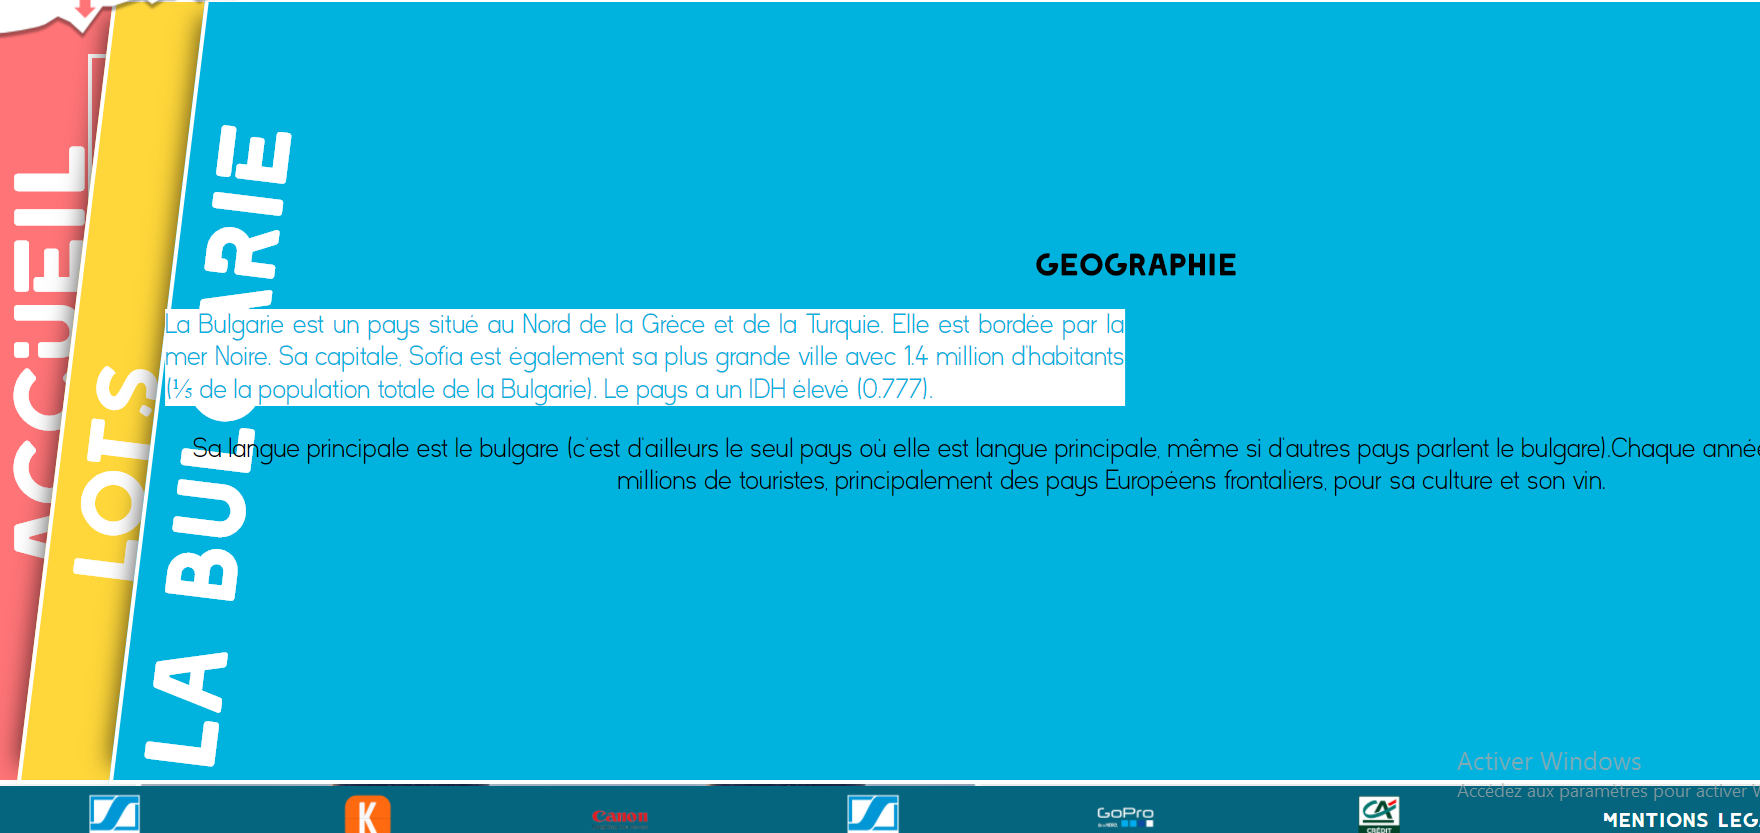 ACCUEIL
LOTS
LA BULGARIE
GEOGRAPHIE
La Bulgarie est un pays situé au Nord de la Grèce et de la Turquie. Elle est bordée par la
mer Noire. Sa capitale, Sofia est également sa plus grande ville avec 1.4 million d'habitants
(⅕ de la population totale de la Bulgarie). Le pays a un IDH élevé (0.777).
Sa langue principale est le bulgare (c'est d'ailleurs le seul pays où elle est langue principale, même si d'autres pays parlent le bulgare).Chaque année
millions de touristes, principalement des pays Européens frontaliers, pour sa culture et son vin.
Activer Windows
Accédez aux paramètres pour activer W
K
Canon
GoPro
CA
CRÉDIT
MENTIONS LEG